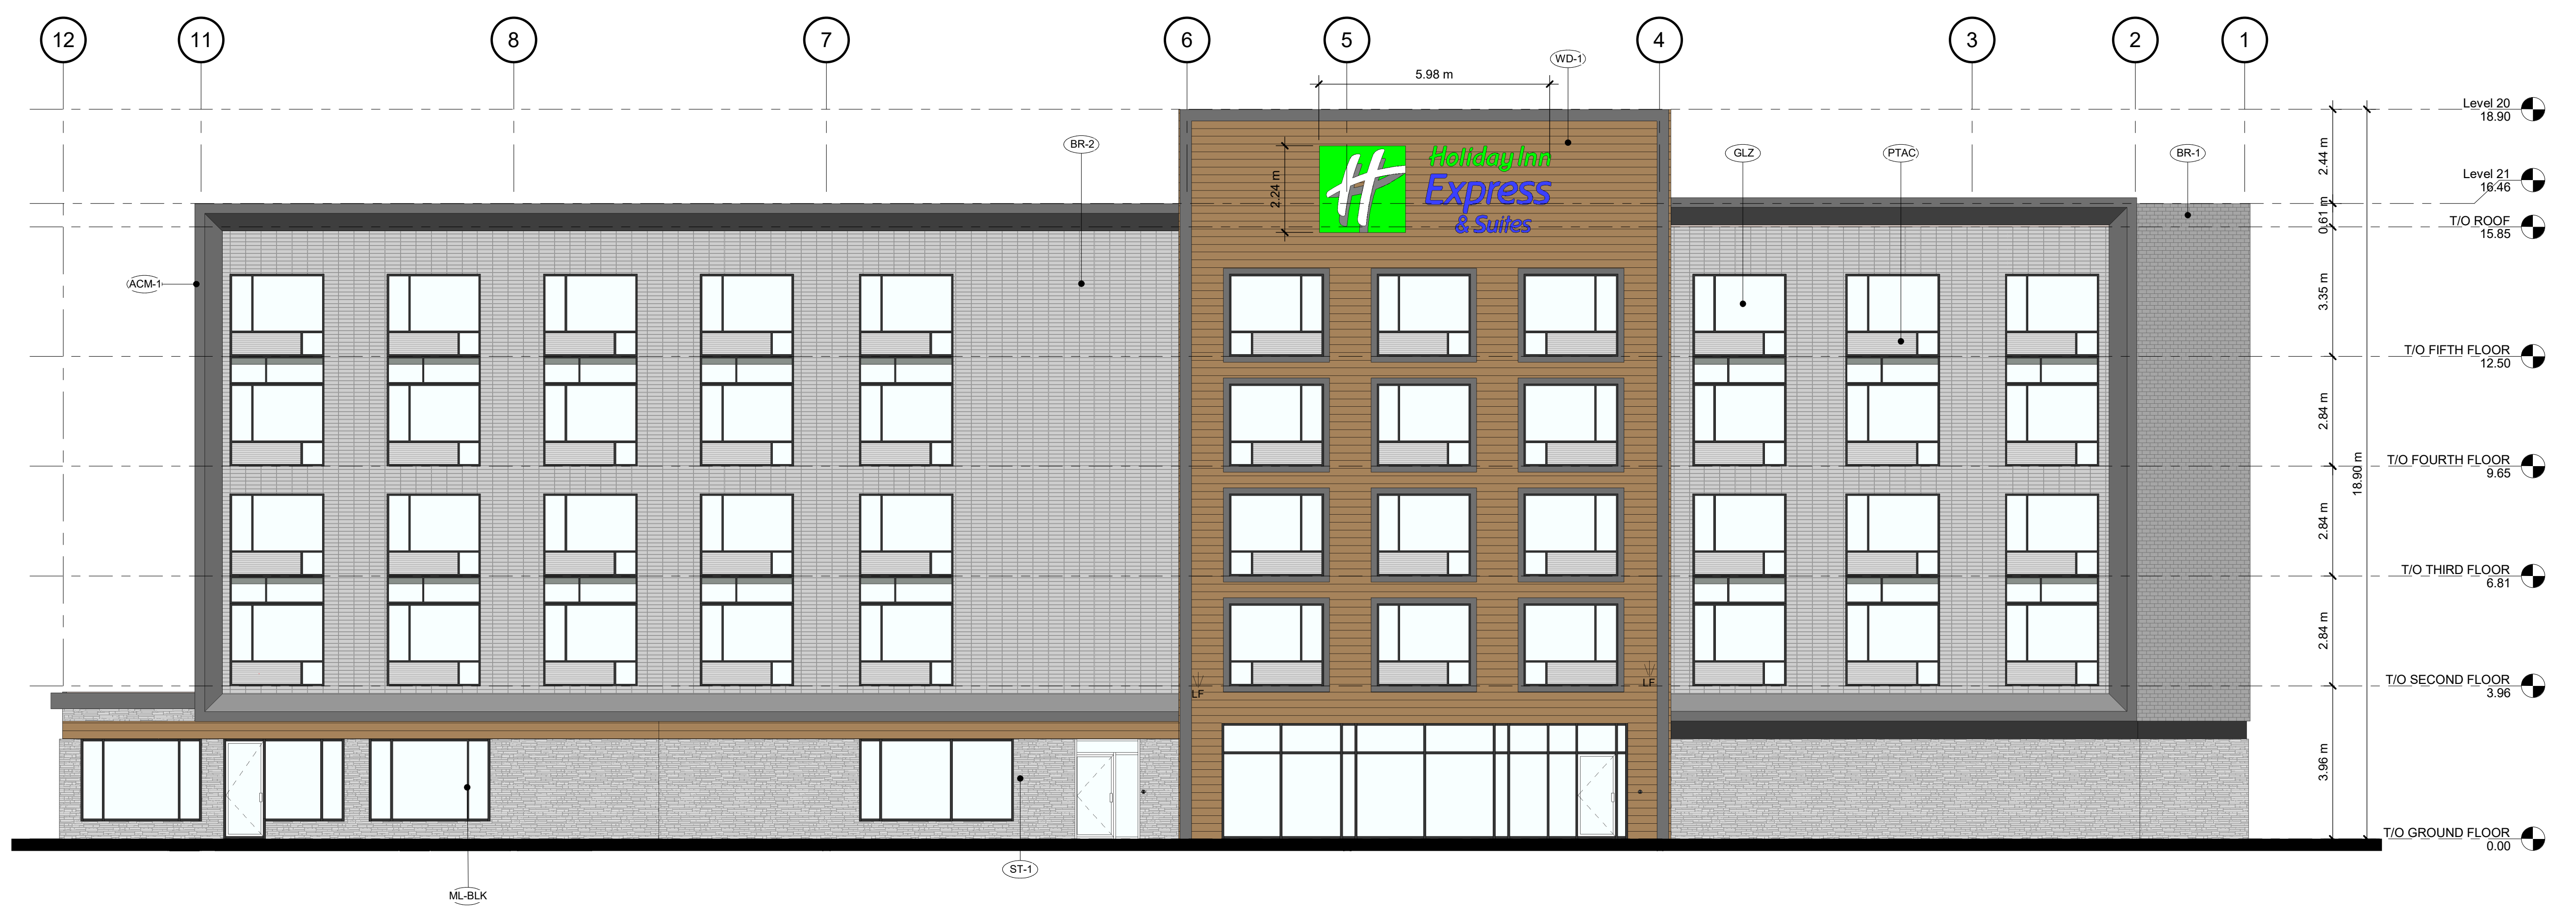 12
11
8
7
6
5
4
3
2
1
WD-1
5.98 m
Level 20
18.90
BR-2
GLZ
PTAC
BR-1
2.44 m
Holiday Inn
Express
& Suites
2.24 m
Level 21
16.46
0.61 m
T/O ROOF
15.85
ACM-1
3.35 m
T/O FIFTH FLOOR
12.50
2.84 m
T/O FOURTH FLOOR
9.65
18.90 m
2.84 m
T/O THIRD FLOOR
6.81
2.84 m
LF
LF
T/O SECOND FLOOR
3.96
3.96 m
T/O GROUND FLOOR
0.00
ST-1
ML-BLK